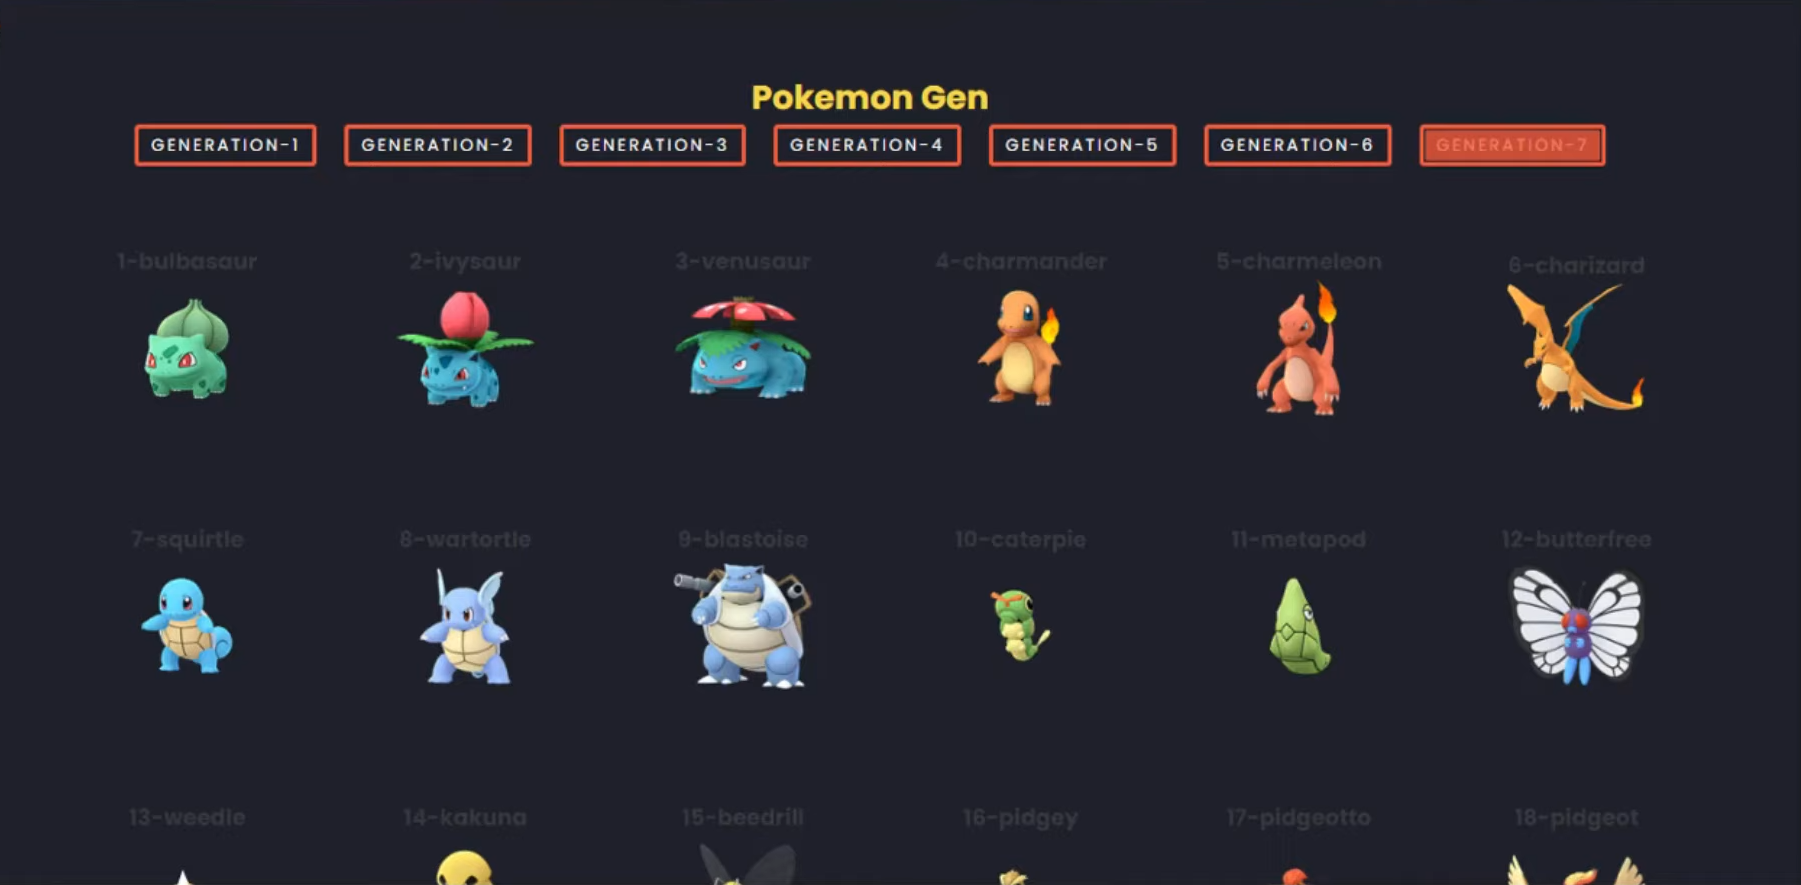 Pokemon Gen
GENERATION-1 GENERATION-2 GENERATION-3 GENERATION-4 GENERATION-5 GENERATION-6 GENERATION-7
1-bulbasaur 2-ivysaur 3-venusaur 4-charmander 5-charmeleon 6-charizard
7-squirtle 8-wartortle 9-blastoise 10-caterpie 11-metapod 12-butterfree
13-weedle 14-kakuna 15-beedrill 16-pidgey 17-pidgeotto 18-pidgeot